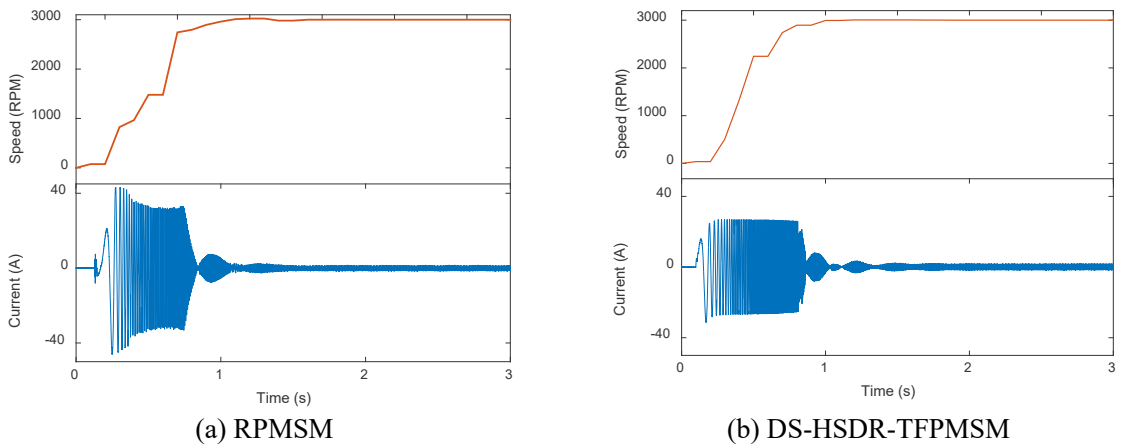 3000
2000
1000
0
Speed (RPM)
40
0
-40
Current (A)
0
1
2
3
Time (s)
(a) RPMSM
3000
2000
1000
0
Speed (RPM)
40
0
-40
Current (A)
0
1
2
3
Time (s)
(b) DS-HSDR-TFPMSM